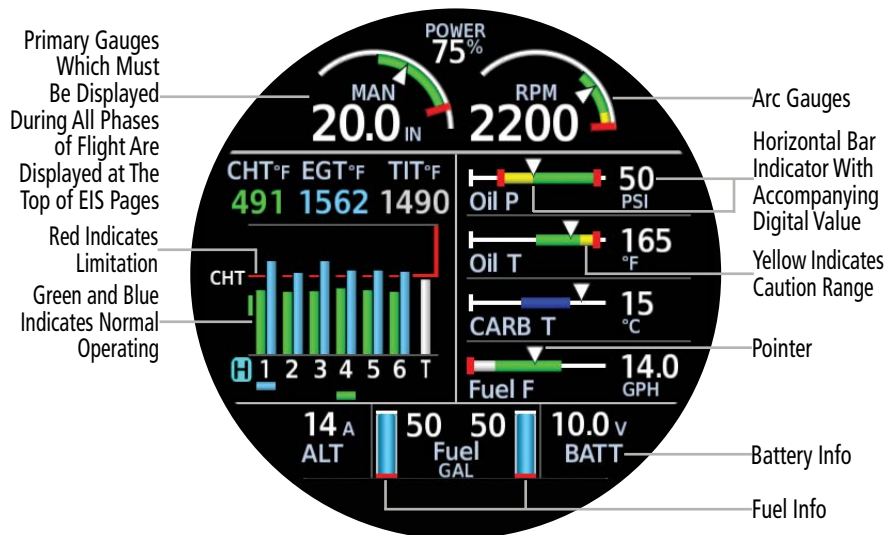 Primary Gauges
Which Must
Be Displayed
During All Phases
of Flight Are
Displayed at The
Top of EIS Pages
Red Indicates
Limitation
Green and Blue
Indicates Normal
Operating
POWER
75%
MAN
20.0 IN
RPM
2200
CHT°F EGT°F TIT°F
491 1562 1490
CHT
H 1 2 3 4 5 6 T
Oil P
50
PSI
Oil T
165
°F
CARB T
15
°C
Fuel F
14.0
GPH
14 A
ALT
50 50
Fuel
GAL
10.0 V
BATT
Arc Gauges
Horizontal Bar
Indicator With
Accompanying
Digital Value
Yellow Indicates
Caution Range
Pointer
Battery Info
Fuel Info